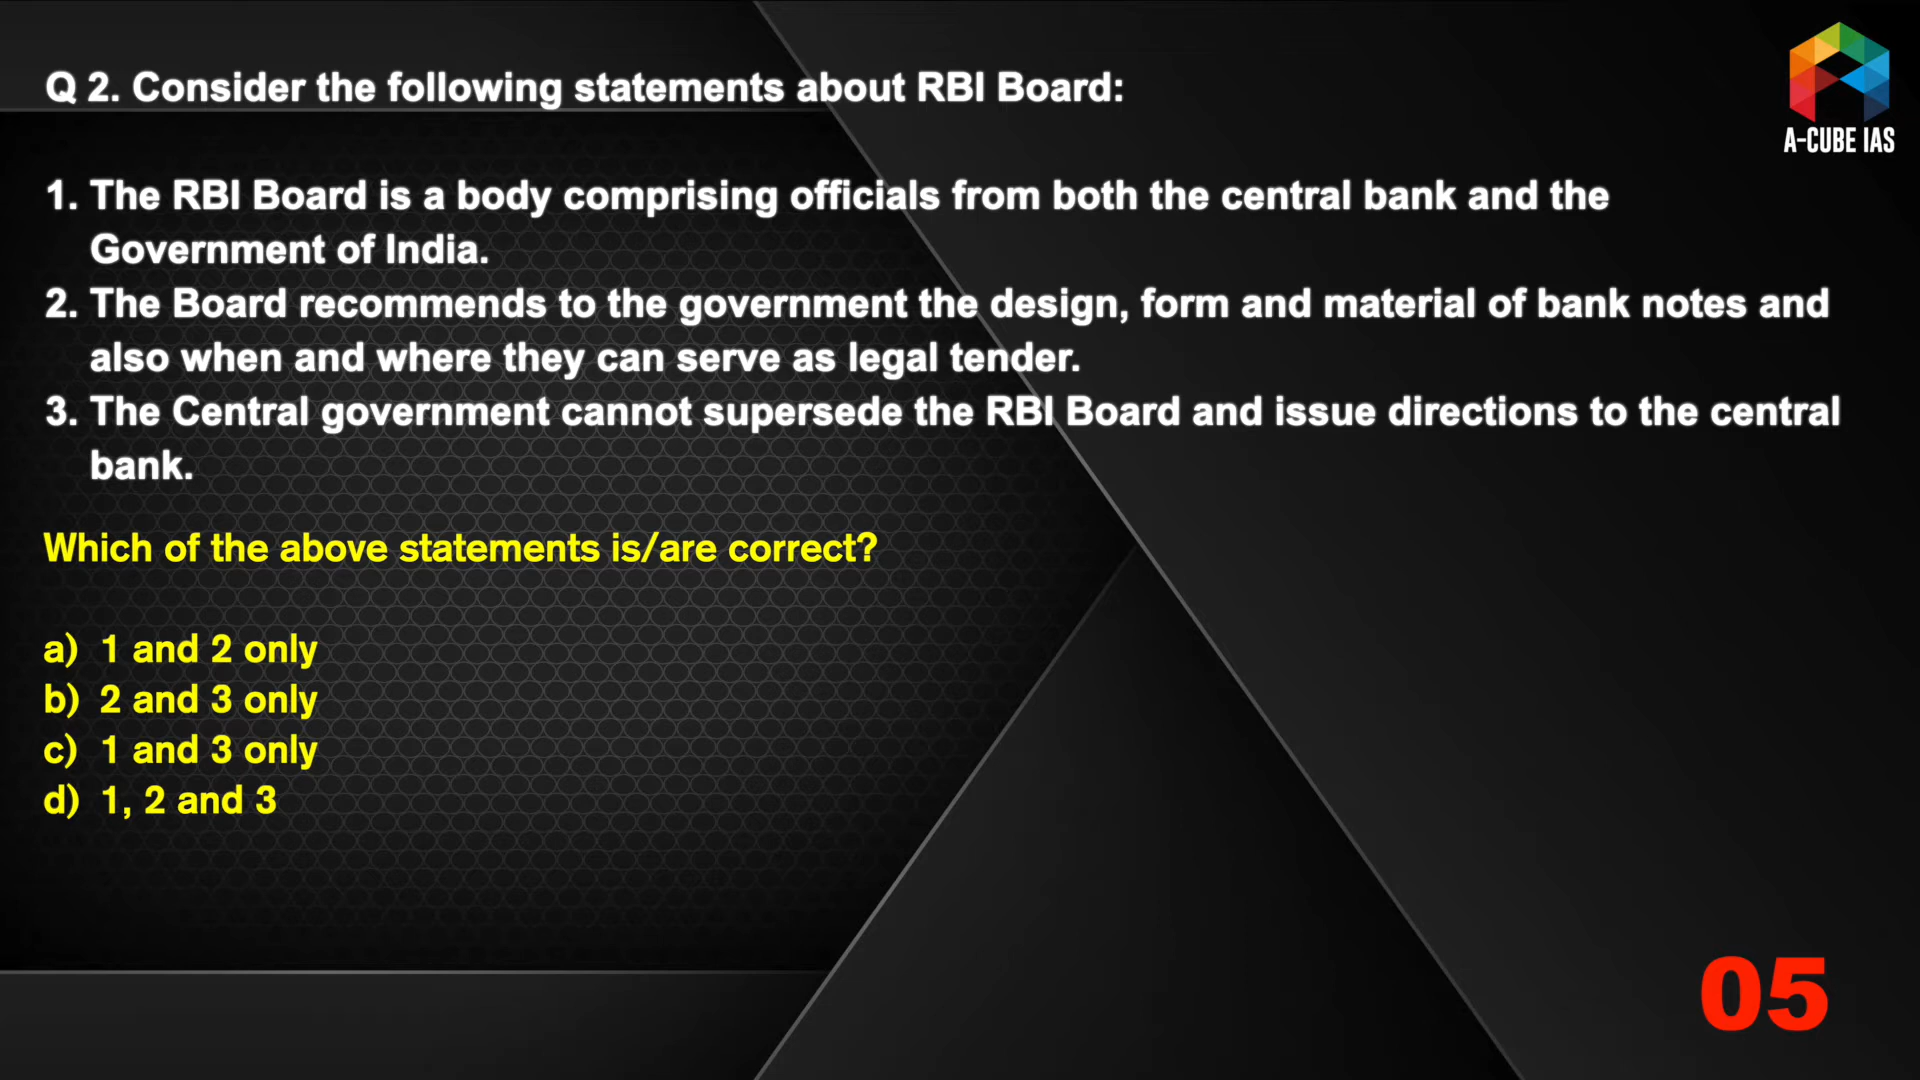 A-CUBE IAS
Q 2. Consider the following statements about RBI Board:
1. The RBI Board is a body comprising officials from both the central bank and the
Government of India.
2. The Board recommends to the government the design, form and material of bank notes and
also when and where they can serve as legal tender.
3. The Central government cannot supersede the RBI Board and issue directions to the central
bank.
Which of the above statements is/are correct?
a) 1 and 2 only
b) 2 and 3 only
c) 1 and 3 only
d) 1, 2 and 3
05